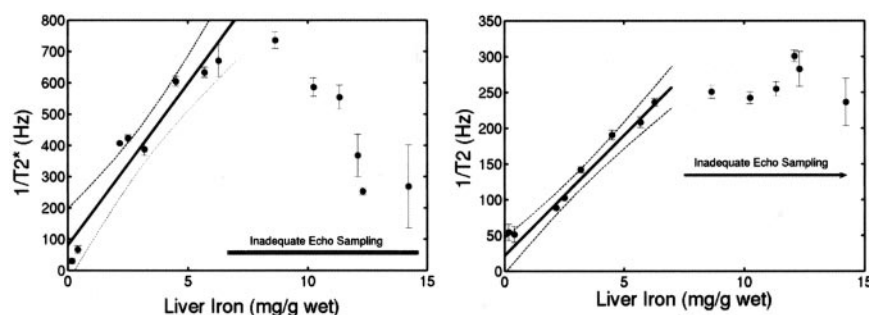 1/T2* (Hz)
800
700
600
500
400
300
200
100
0
Inadequate Echo Sampling
0 5 10 15
Liver Iron (mg/g wet)
1/T2 (Hz)
350
300
250
200
150
100
50
0
Inadequate Echo Sampling
0 5 10 15
Liver Iron (mg/g wet)